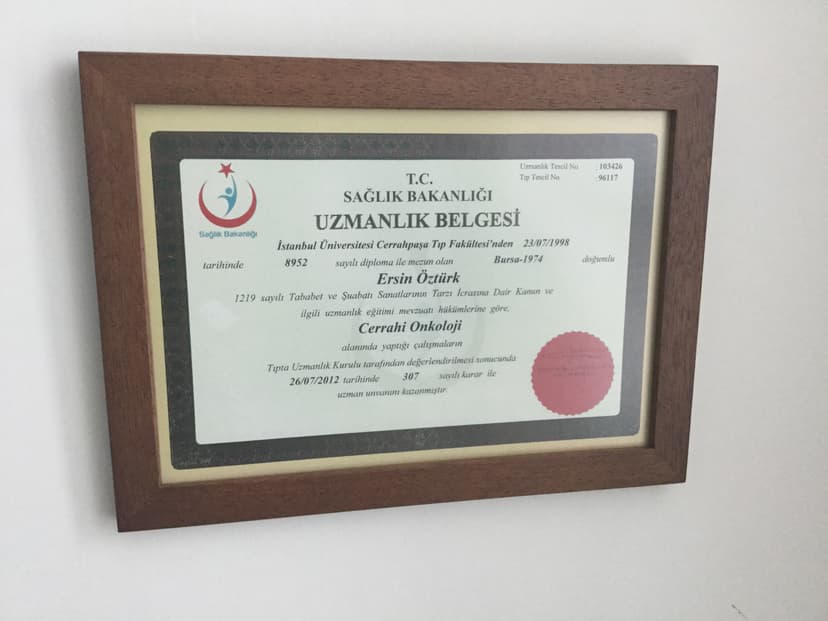 Uzmanlık Tescil No : 103426
Tıp Tescil No : 96117
Sağlık Bakanlığı
T.C.
SAĞLIK BAKANLIĞI
UZMANLIK BELGESİ
İstanbul Üniversitesi Cerrahpaşa Tıp Fakültesi'nden 23/07/1998
tarihinde 8952 sayılı diploma ile mezun olan Bursa-1974 doğumlu
Ersin Öztürk
1219 sayılı Tababet ve Şuabatı Sanatlarının Tarzı İcrasına Dair Kanun ve
ilgili uzmanlık eğitimi mevzuatı hükümlerine göre,
Cerrahi Onkoloji
alanında yaptığı çalışmaların
Tıpta Uzmanlık Kurulu tarafından değerlendirilmesi sonucunda
26/07/2012 tarihinde 307 sayılı karar ile
uzman unvanını kazanmıştır.